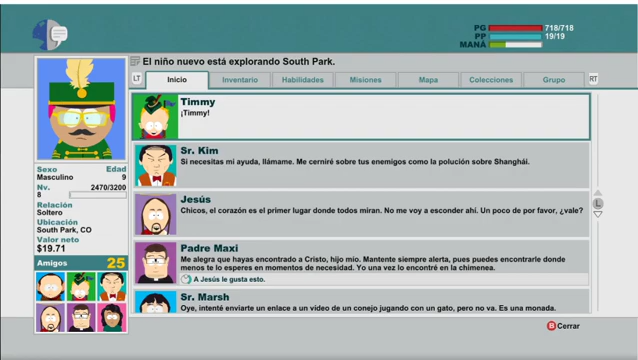 PG 718/718
PP 19/19
MANÁ
El niño nuevo está explorando South Park.
LT Inicio Inventario Habilidades Misiones Mapa Colecciones Grupo RT
Timmy
¡Timmy!
Sr. Kim
Si necesitas mi ayuda, llámame. Me cerniré sobre tus enemigos como la polución sobre Shanghái.
Jesús
Chicos, el corazón es el primer lugar donde todos miran. No me voy a esconder ahí. Un poco de por favor, ¿vale?
Padre Maxi
Me alegra que hayas encontrado a Cristo, hijo mío. Mantente siempre alerta, pues puedes encontrarle donde
menos te lo esperes en momentos de necesidad. Yo una vez lo encontré en la chimenea.
A Jesús le gusta esto.
Sr. Marsh
Oye, intenté enviarte un enlace a un vídeo de un conejo jugando con un gato, pero no va. Es una monada.
Sexo Edad
Masculino 9
Nv. 2470/3200
8
Relación
Soltero
Ubicación
South Park, CO
Valor neto
$19.71
Amigos 25
L
B Cerrar